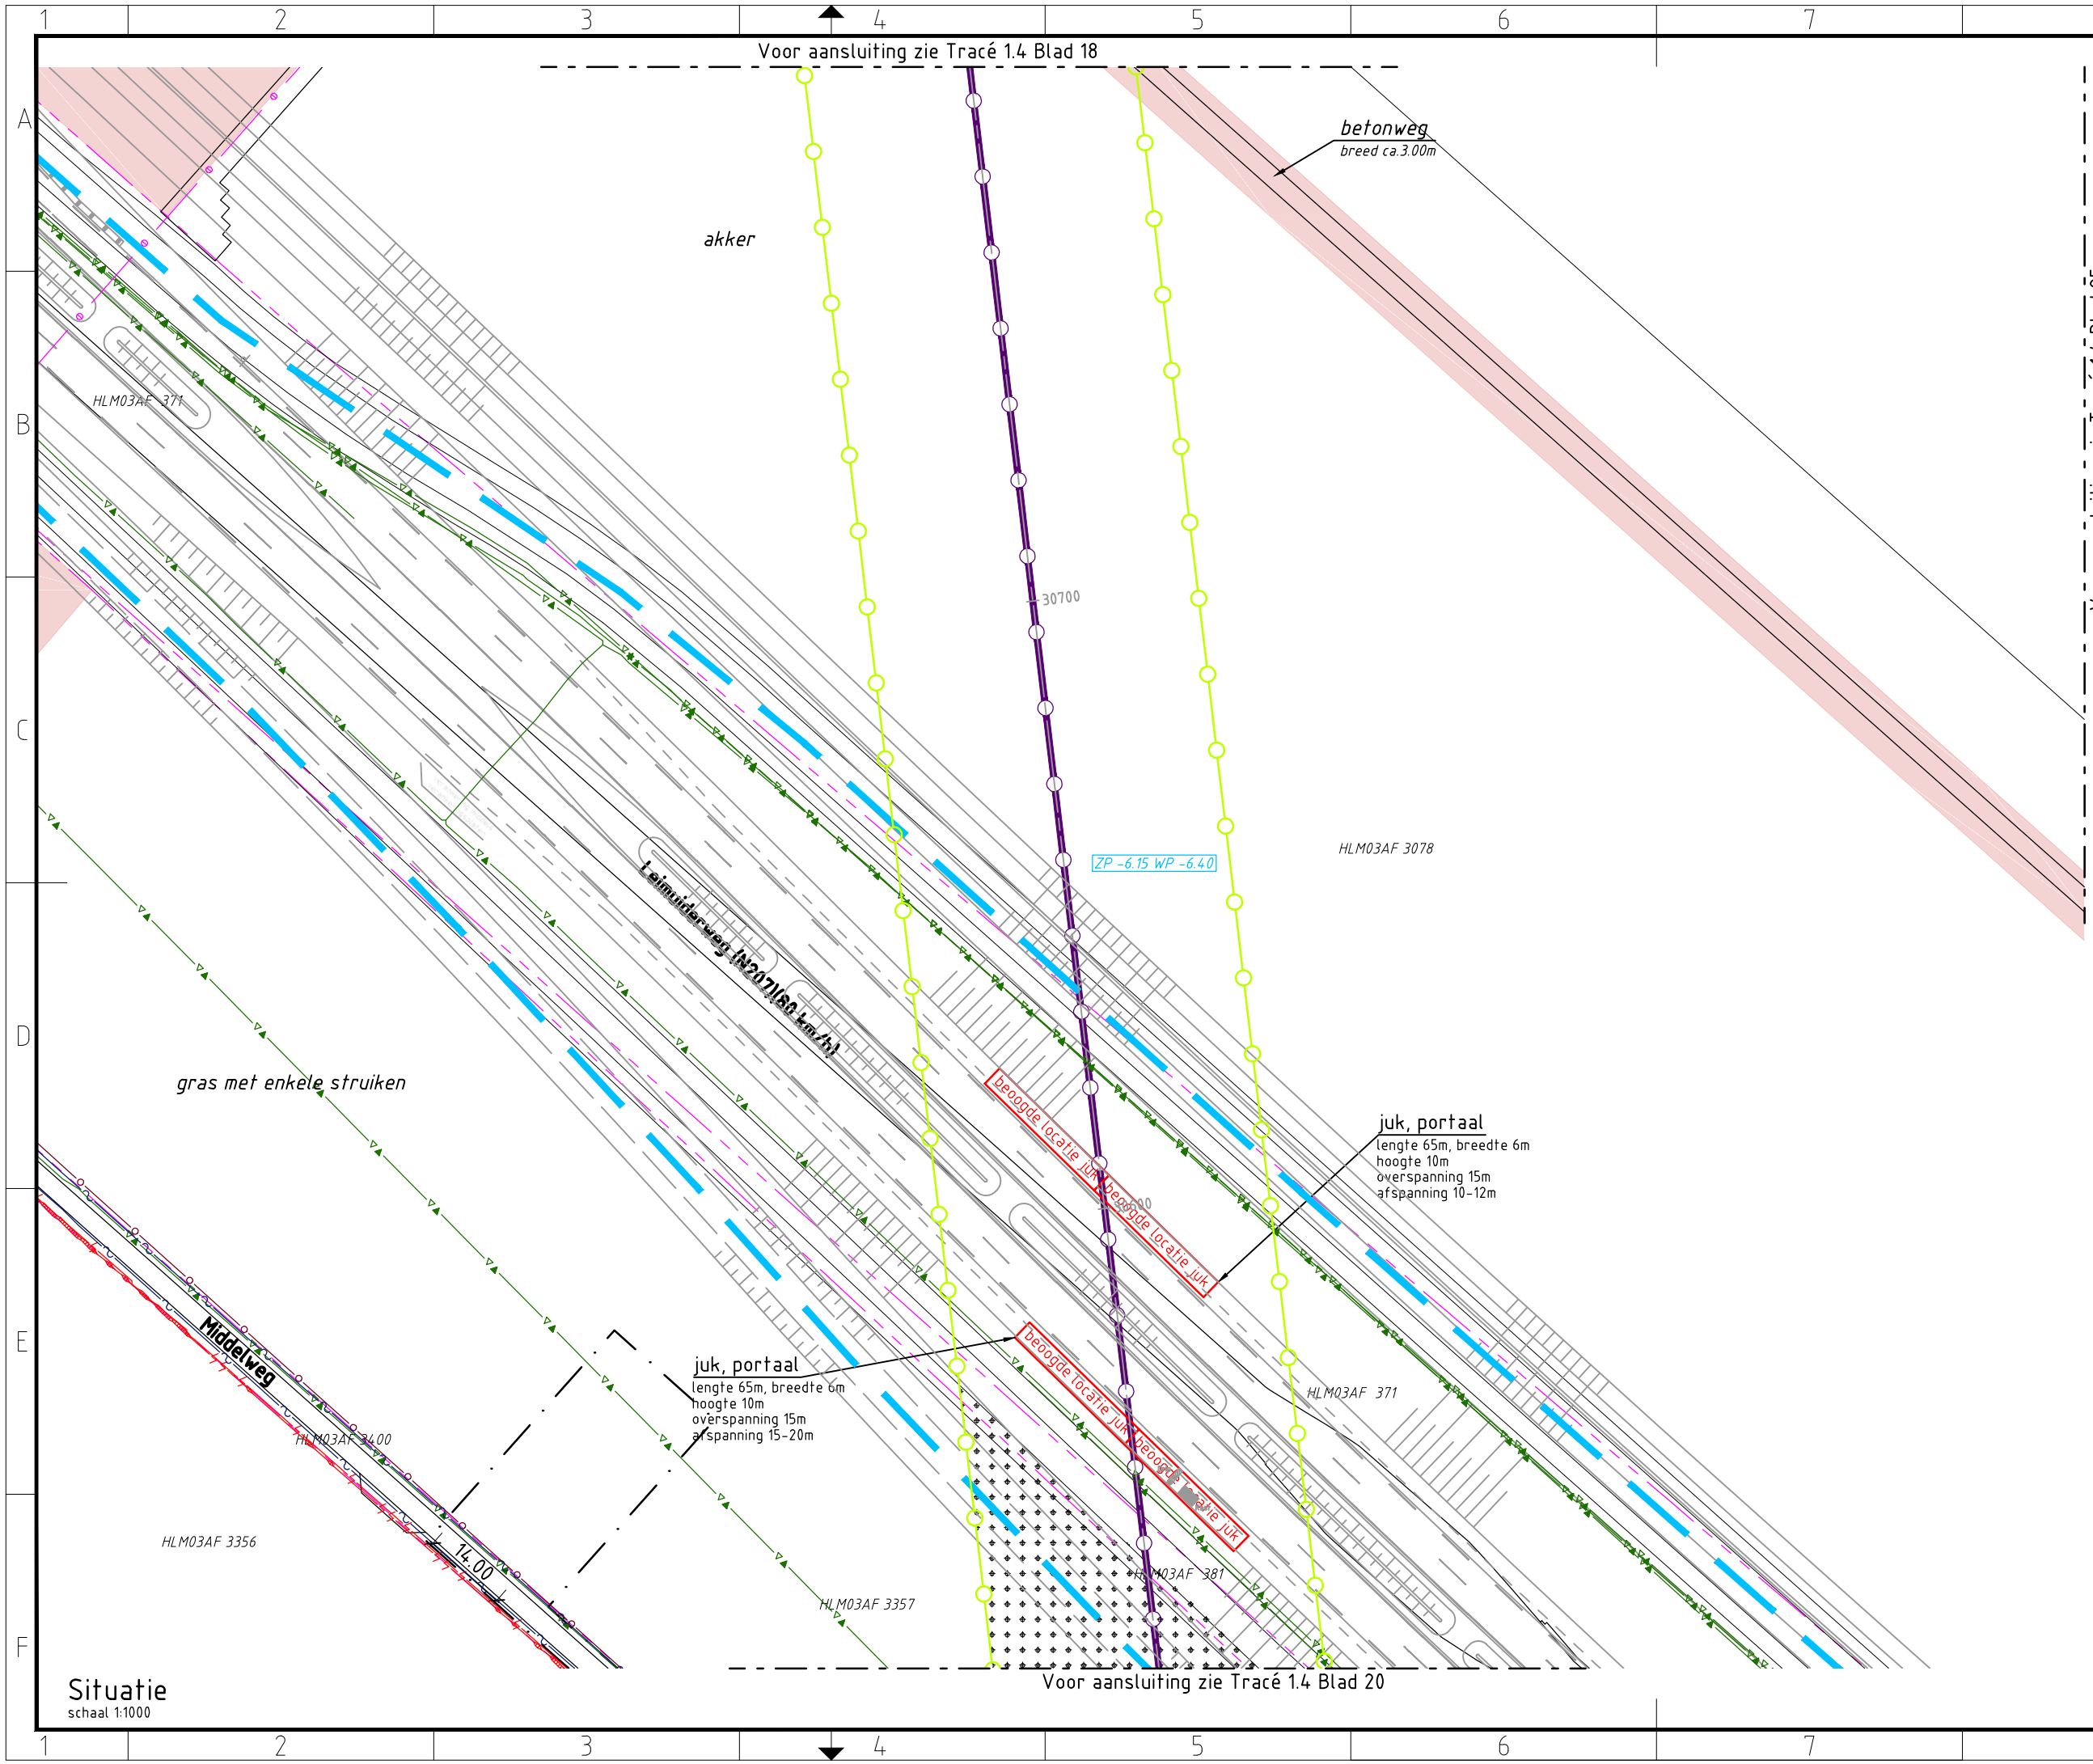 1 2 3 4 5 6 7
Voor aansluiting zie Tracé 1.4 Blad 18
A
betonweg
breed ca.3.00m
akker
B
HLM03AF 371
30700
C
HLM03AF 3078
ZP -6.15 WP -6.40
Leimuiderweg (N207)(80 km/h)
D
gras met enkele struiken
beoogde locatie juk
beoogde locatie juk
juk, portaal
lengte 65m, breedte 6m
hoogte 10m
overspanning 15m
afspanning 10-12m
E
Middelweg
juk, portaal
lengte 65m, breedte 6m
hoogte 10m
overspanning 15m
afspanning 15-20m
beoogde locatie juk
beoogde locatie juk
HLM03AF 371
HLM03AF 3400
HLM03AF 3356
14.00
HLM03AF 381
HLM03AF 3357
F
Situatie
schaal 1:1000
Voor aansluiting zie Tracé 1.4 Blad 20
1 2 3 4 5 6 7